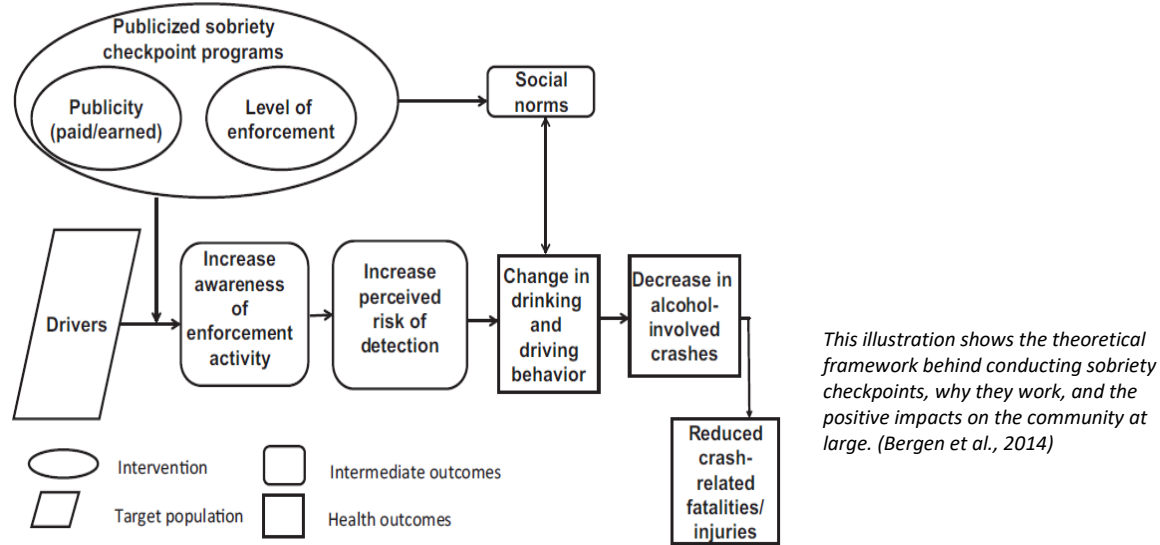 Publicized sobriety
checkpoint programs
Publicity
(paid/earned)
Level of
enforcement
Social
norms
Drivers
Increase
awareness
of
enforcement
activity
Increase
perceived
risk of
detection
Change in
drinking
and
driving
behavior
Decrease in
alcohol-
involved
crashes
Reduced
crash-
related
fatalities/
injuries
Intervention
Target population
Intermediate outcomes
Health outcomes
This illustration shows the theoretical
framework behind conducting sobriety
checkpoints, why they work, and the
positive impacts on the community at
large. (Bergen et al., 2014)